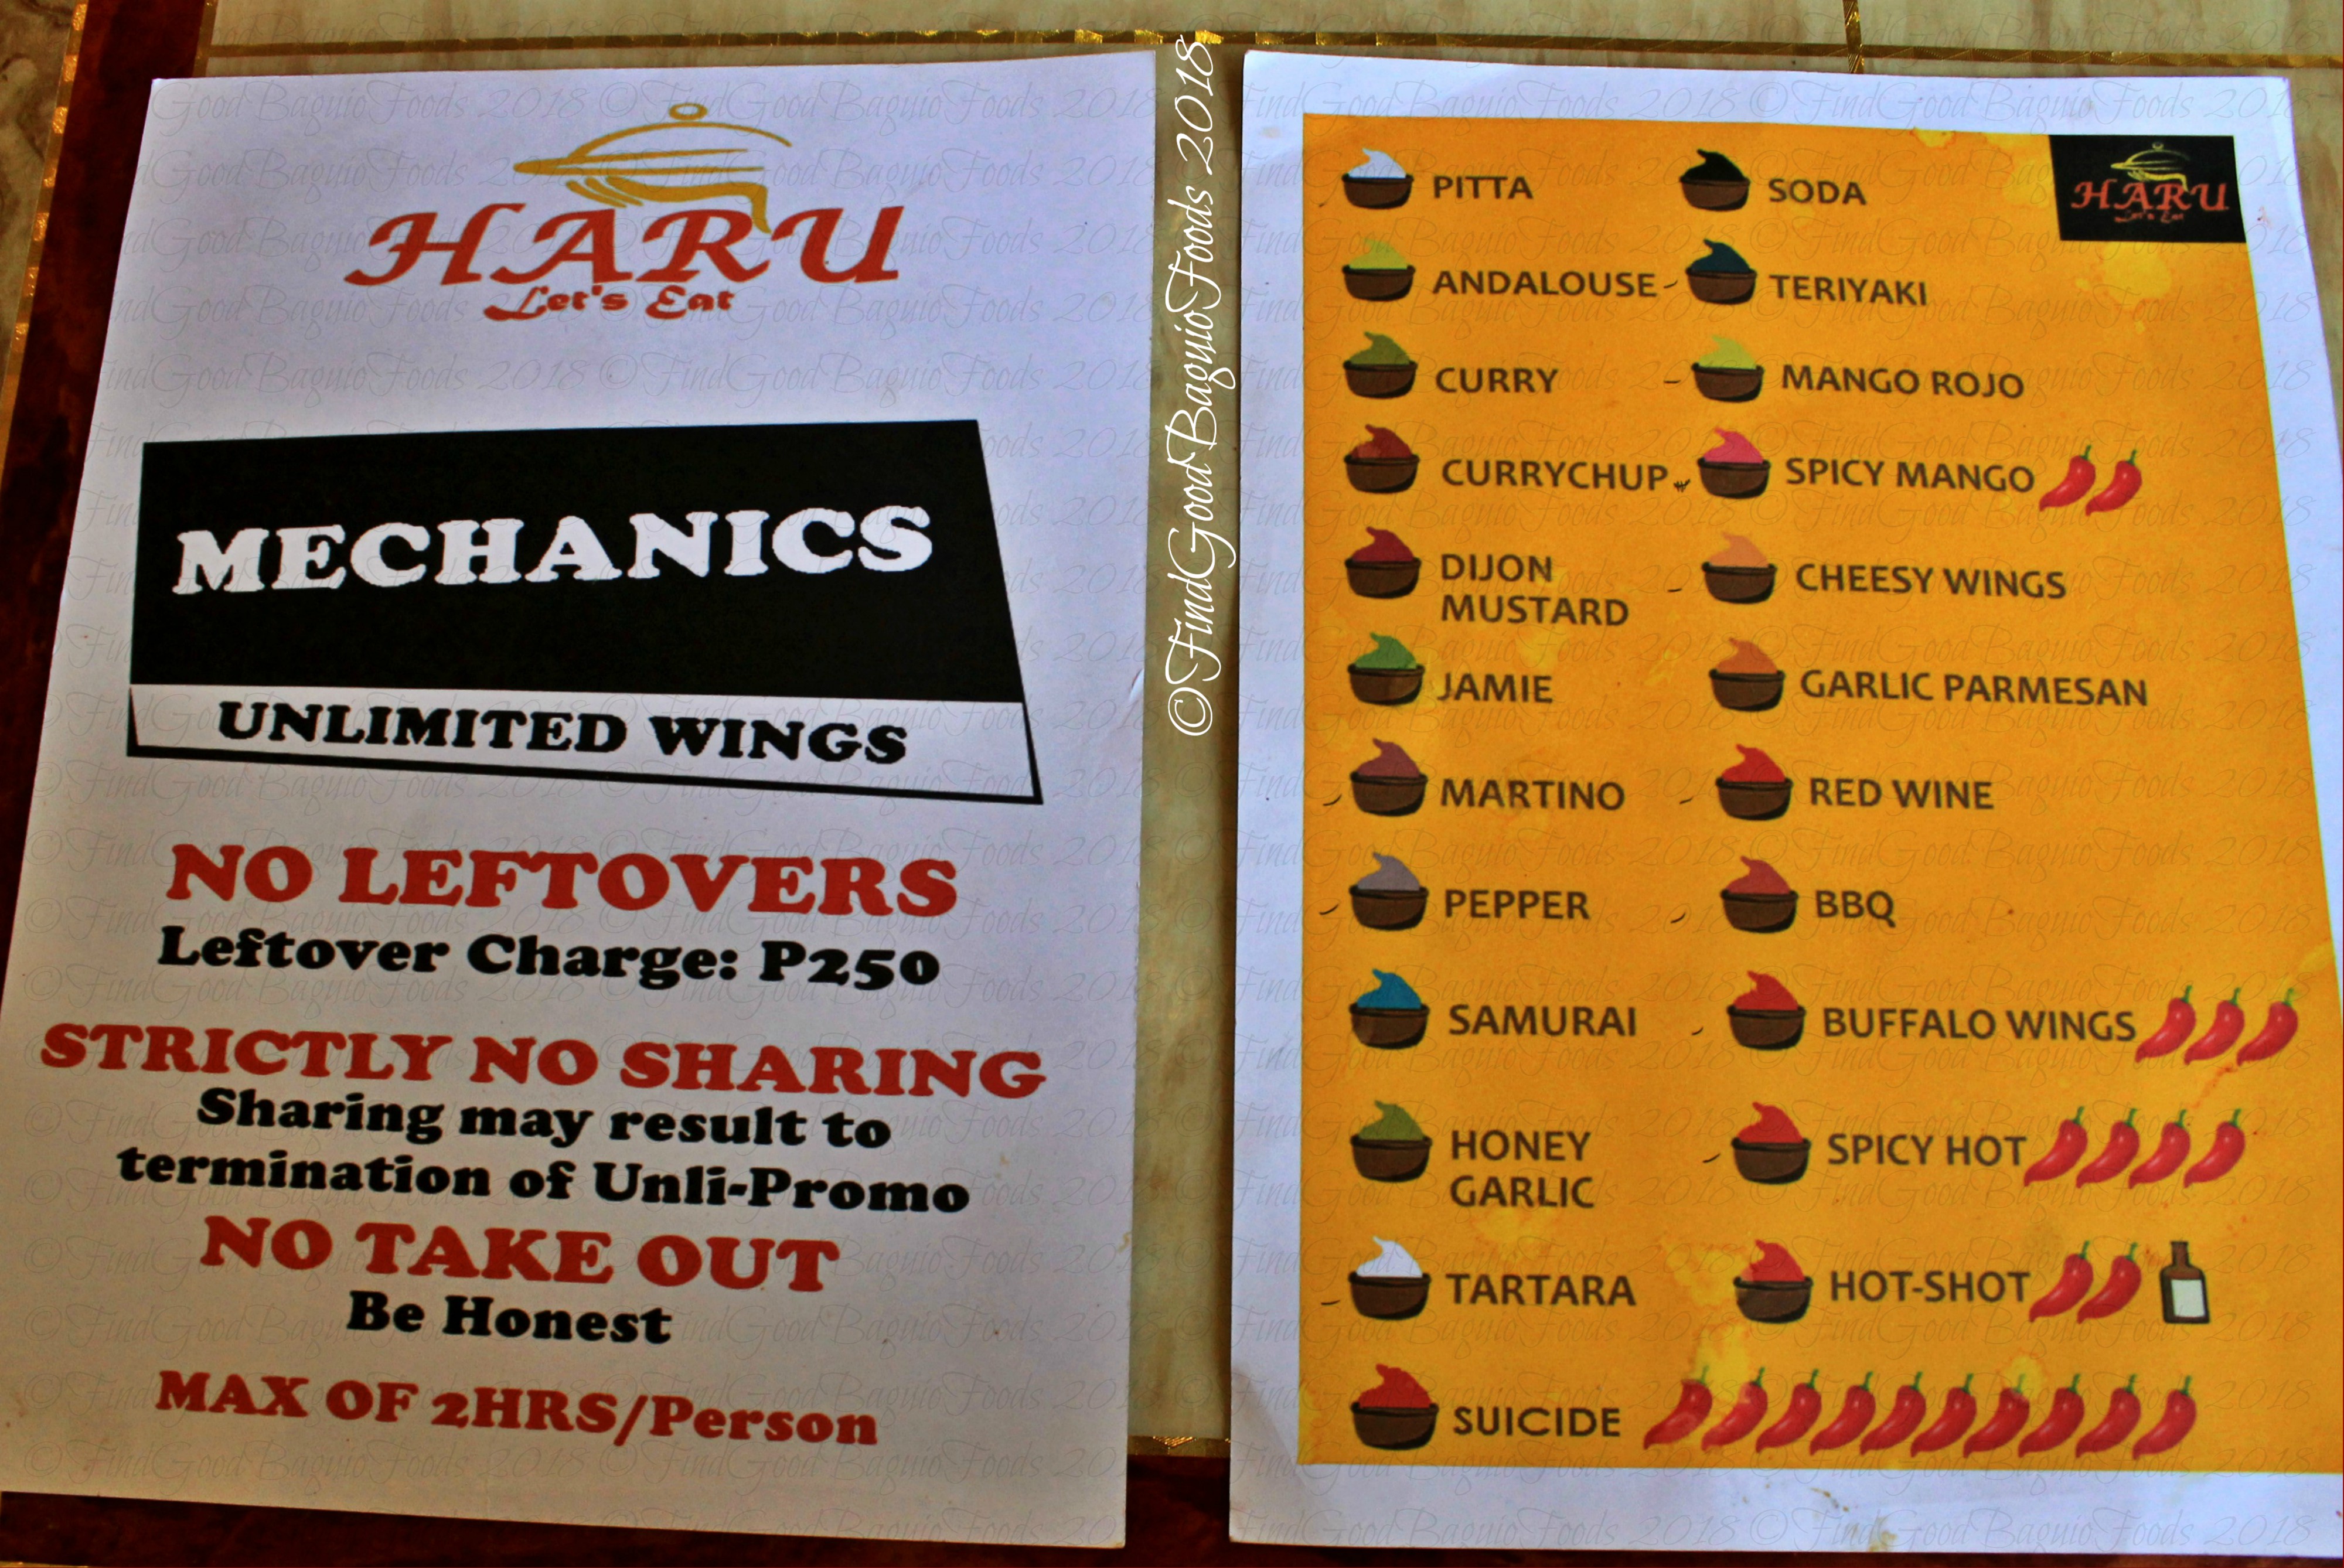 HARU
Let's Eat
MECHANICS
UNLIMITED WINGS
NO LEFTOVERS
Leftover Charge: P250
STRICTLY NO SHARING
Sharing may result to
termination of Unli-Promo
NO TAKE OUT
Be Honest
MAX OF 2HRS/Person
©FindGoodBaguioFoods 2018
HARU
Let's Eat
PITTA
ANDALOUSE
CURRY
CURRYCHUP
DIJON
MUSTARD
JAMIE
MARTINO
PEPPER
SAMURAI
HONEY
GARLIC
TARTARA
SUICIDE
SODA
TERIYAKI
MANGO ROJO
SPICY MANGO
CHEESY WINGS
GARLIC PARMESAN
RED WINE
BBQ
BUFFALO WINGS
SPICY HOT
HOT-SHOT